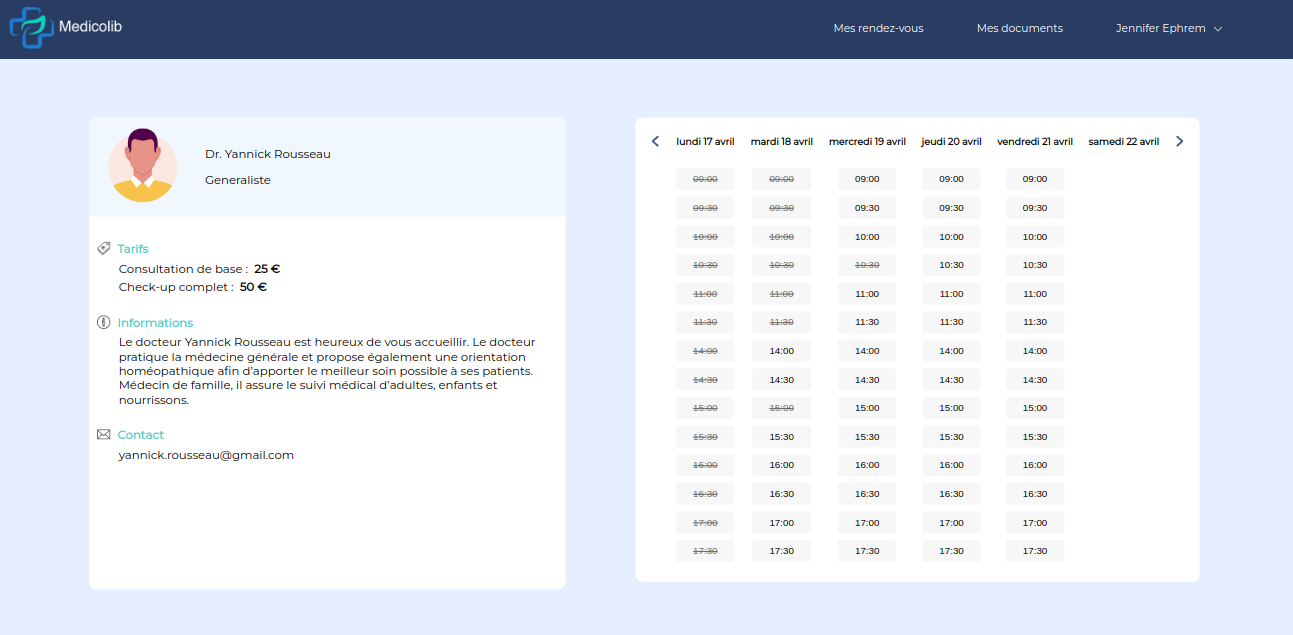 Medicolib
Mes rendez-vous Mes documents Jennifer Ephrem
Dr. Yannick Rousseau
Generaliste
Tarifs
Consultation de base : 25 €
Check-up complet : 50 €
Informations
Le docteur Yannick Rousseau est heureux de vous accueillir. Le docteur
pratique la médecine générale et propose également une orientation
homéopathique afin d'apporter le meilleur soin possible à ses patients.
Médecin de famille, il assure le suivi médical d'adultes, enfants et
nourrissons.
Contact
yannick.rousseau@gmail.com
lundi 17 avril mardi 18 avril mercredi 19 avril jeudi 20 avril vendredi 21 avril samedi 22 avril
09:00 09:00 09:00 09:00 09:00
09:30 09:30 09:30 09:30 09:30
10:00 10:00 10:00 10:00 10:00
10:30 10:30 10:30 10:30 10:30
11:00 11:00 11:00 11:00 11:00
11:30 11:30 11:30 11:30 11:30
14:00 14:00 14:00 14:00 14:00
14:30 14:30 14:30 14:30 14:30
15:00 15:00 15:00 15:00 15:00
15:30 15:30 15:30 15:30 15:30
16:00 16:00 16:00 16:00 16:00
16:30 16:30 16:30 16:30 16:30
17:00 17:00 17:00 17:00 17:00
17:30 17:30 17:30 17:30 17:30